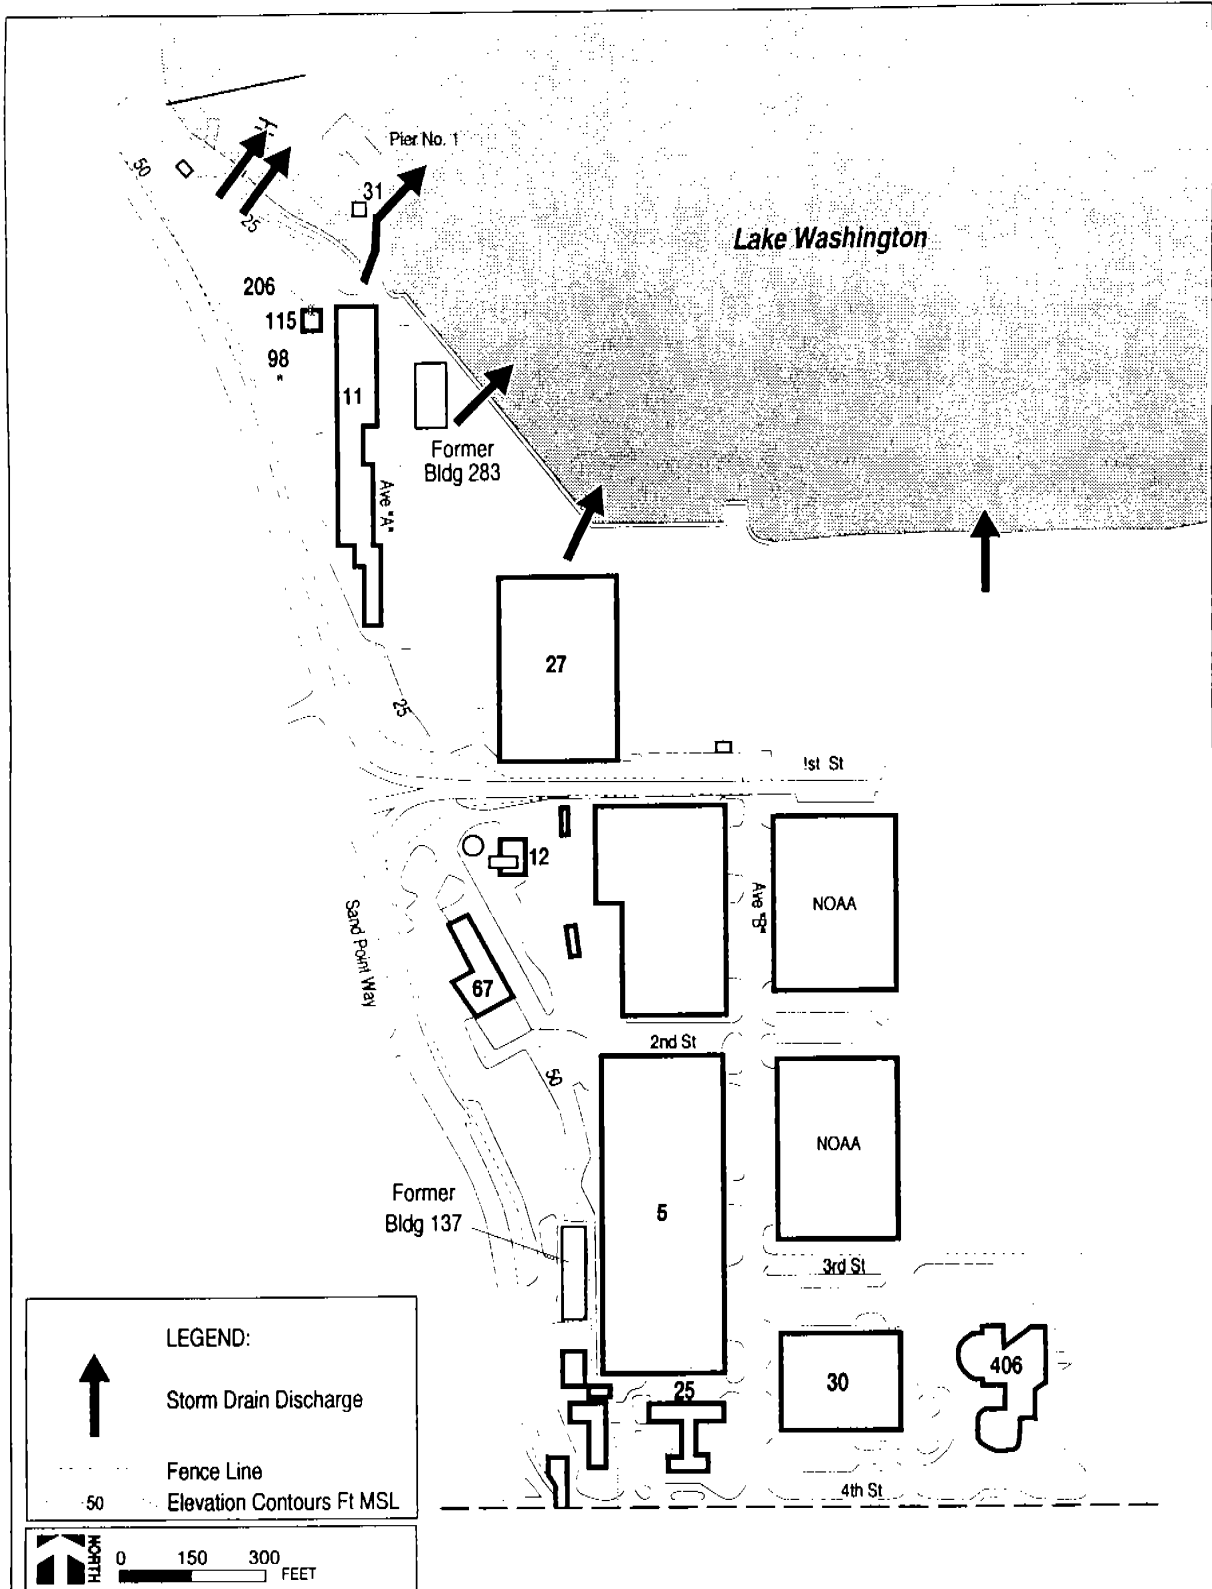 Pier No. 1
50
31
25
Lake Washington
206
115
98
11
Former
Bldg 283
Ave "A"
27
25
1st St
12
Ave "B"
NOAA
Sand Point Way
67
2nd St
50
NOAA
Former
Bldg 137
5
3rd St
LEGEND:
406
30
25
Storm Drain Discharge
Fence Line
50 Elevation Contours Ft MSL
4th St
NORTH
0 150 300
FEET